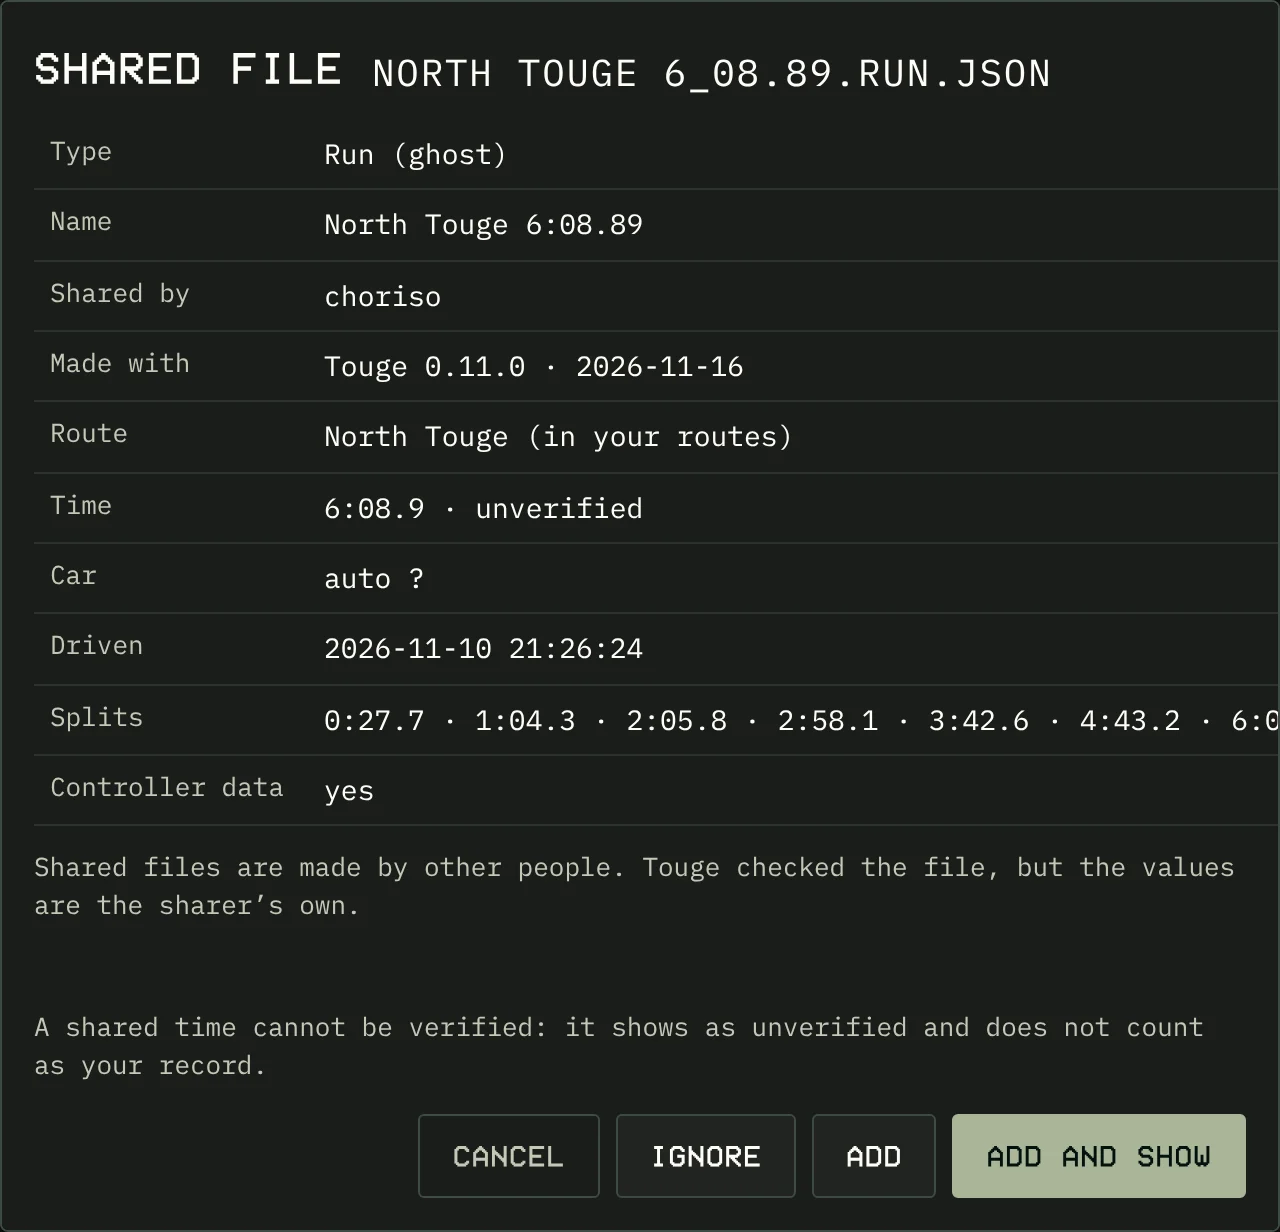 SHARED FILE NORTH TOUGE 6_08.89.RUN.JSON
Type Run (ghost)
Name North Touge 6:08.89
Shared by choriso
Made with Touge 0.11.0 · 2026-11-16
Route North Touge (in your routes)
Time 6:08.9 · unverified
Car auto ?
Driven 2026-11-10 21:26:24
Splits 0:27.7 · 1:04.3 · 2:05.8 · 2:58.1 · 3:42.6 · 4:43.2 ·
Controller data yes
Shared files are made by other people. Touge checked the file, but the values
are the sharer’s own.
A shared time cannot be verified: it shows as unverified and does not count
as your record.
CANCEL IGNORE ADD ADD AND SHOW